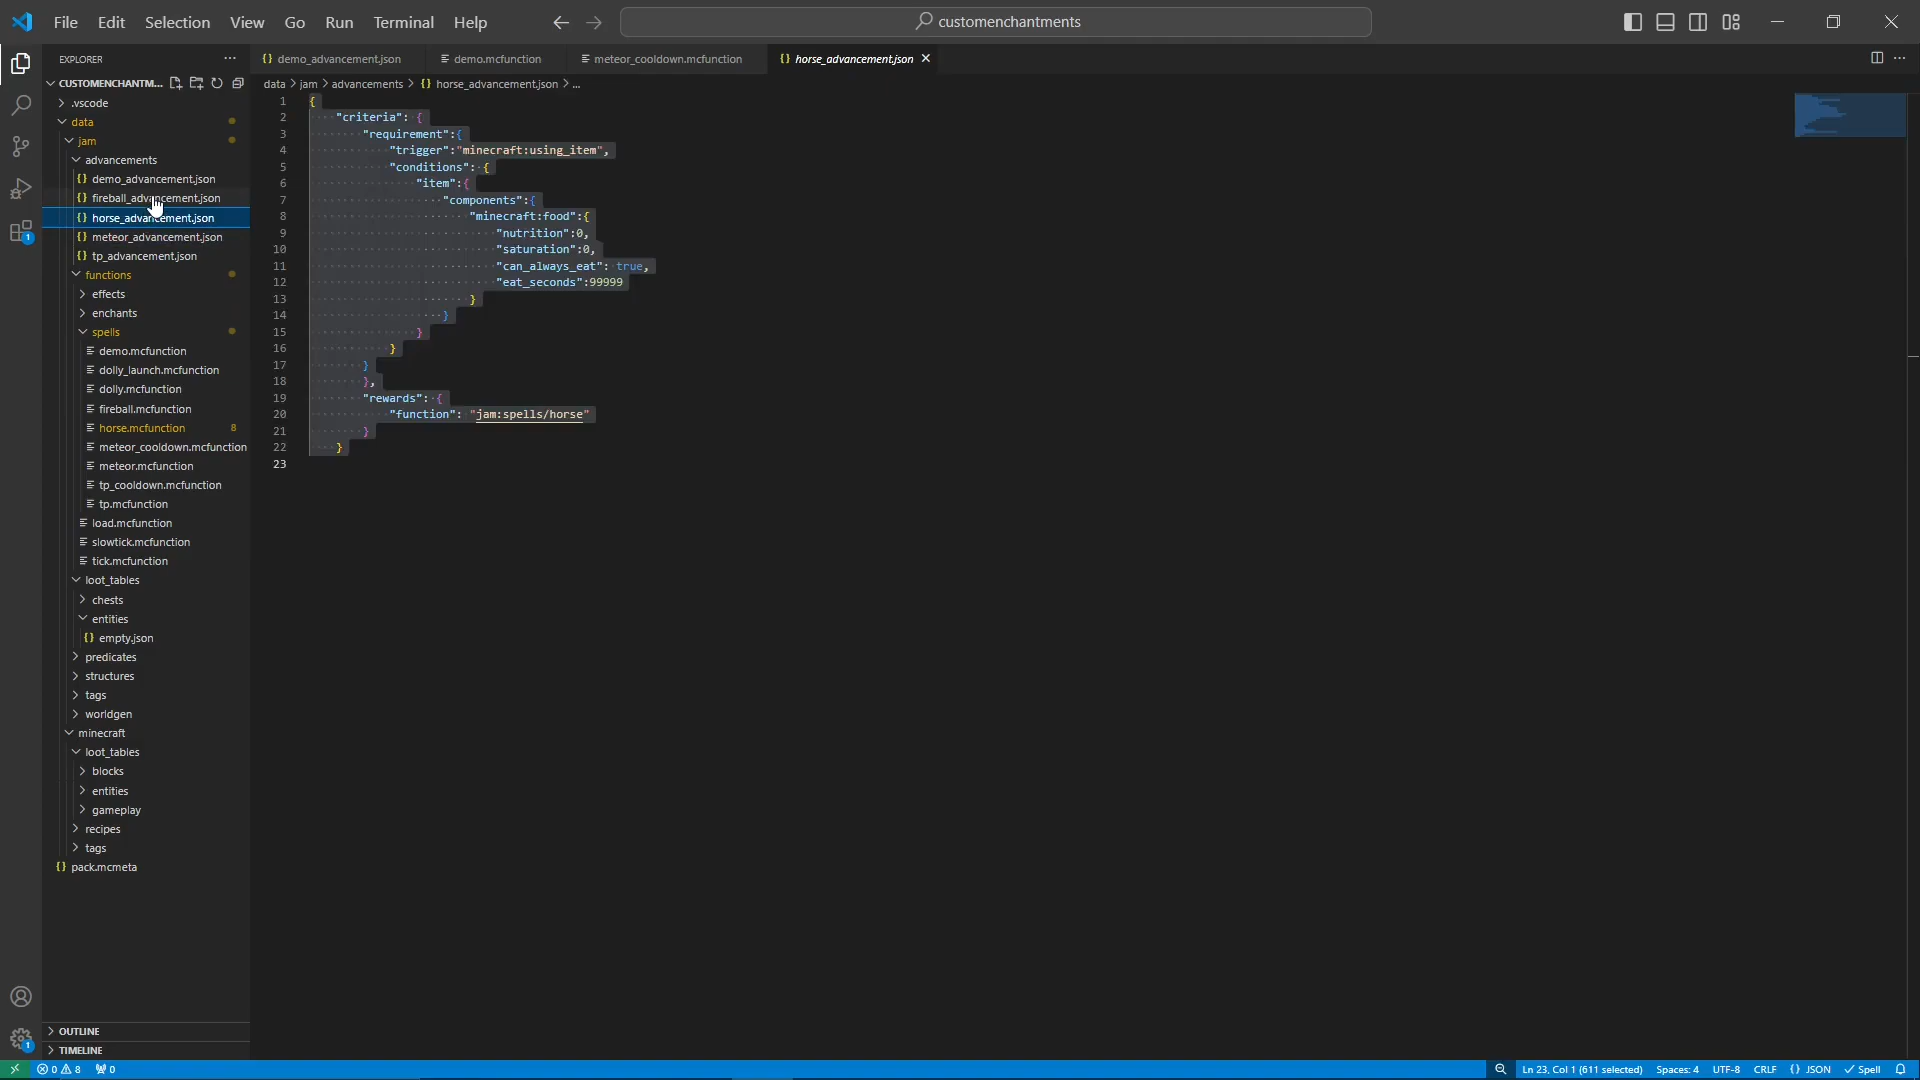 File Edit Selection View Go Run Terminal Help
customenchantments
EXPLORER
CUSTOMENCHANTM...
.vscode
data
jam
advancements
demo_advancement.json
fireball_advancement.json
horse_advancement.json
meteor_advancement.json
tp_advancement.json
functions
effects
enchants
spells
demo.mcfunction
dolly_launch.mcfunction
dolly.mcfunction
fireball.mcfunction
horse.mcfunction 8
meteor_cooldown.mcfunction
meteor.mcfunction
tp_cooldown.mcfunction
tp.mcfunction
load.mcfunction
slowtick.mcfunction
tick.mcfunction
loot_tables
chests
entities
empty.json
predicates
structures
tags
worldgen
minecraft
loot_tables
blocks
entities
gameplay
recipes
tags
pack.mcmeta
OUTLINE
TIMELINE
demo_advancement.json demo.mcfunction meteor_cooldown.mcfunction horse_advancement.json
data > jam > advancements > {} horse_advancement.json > ...
1 {
2 "criteria": {
3 "requirement":{
4 "trigger":"minecraft:using_item",
5 "conditions": {
6 "item":{
7 "components":{
8 "minecraft:food":{
9 "nutrition":0,
10 "saturation":0,
11 "can_always_eat": true,
12 "eat_seconds":99999
13 }
14 }
15 }
16 }
17 }
18 },
19 "rewards": {
20 "function": "jam:spells/horse"
21 }
22 }
23
0 8 0
Ln 23, Col 1 (611 selected) Spaces: 4 UTF-8 CRLF {} JSON Spell
1
1